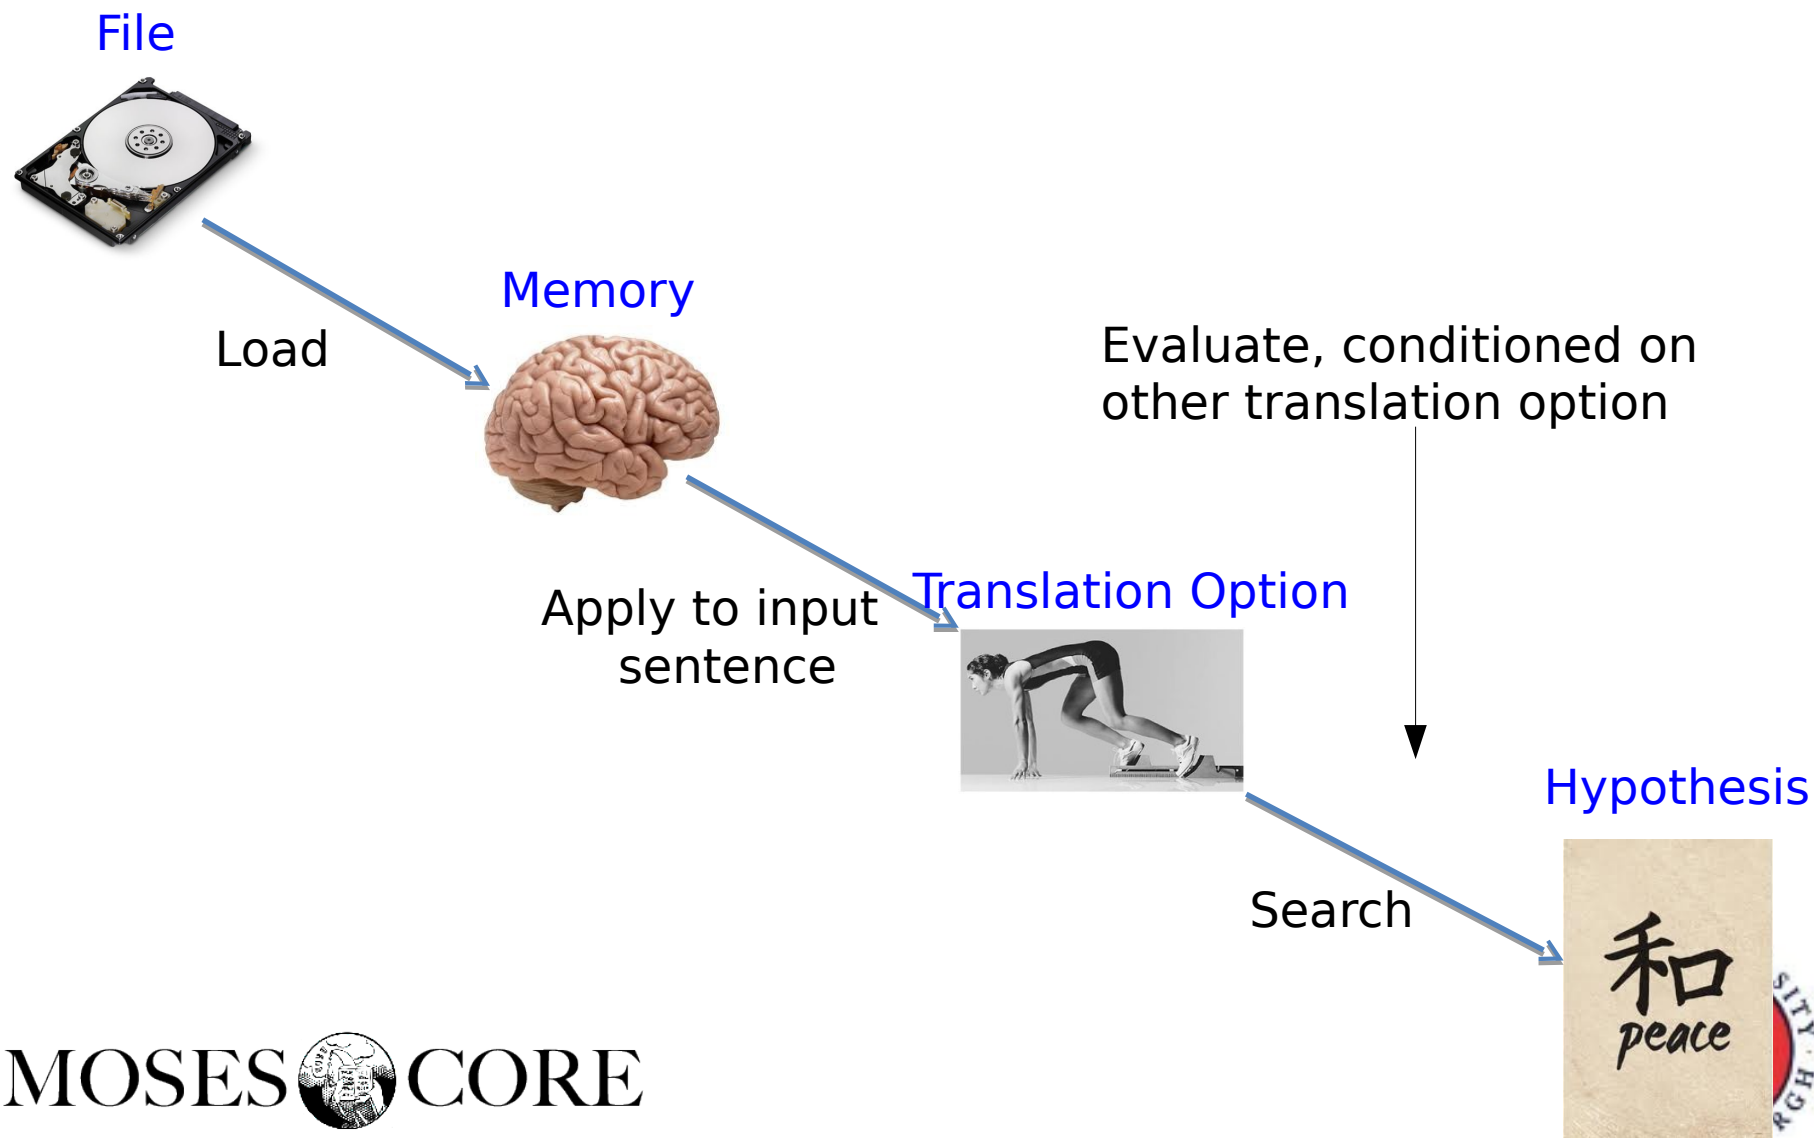 File
Memory
Load
Evaluate, conditioned on
other translation option
Translation Option
Apply to input
sentence
Hypothesis
Search
和
peace
MOSES CORE